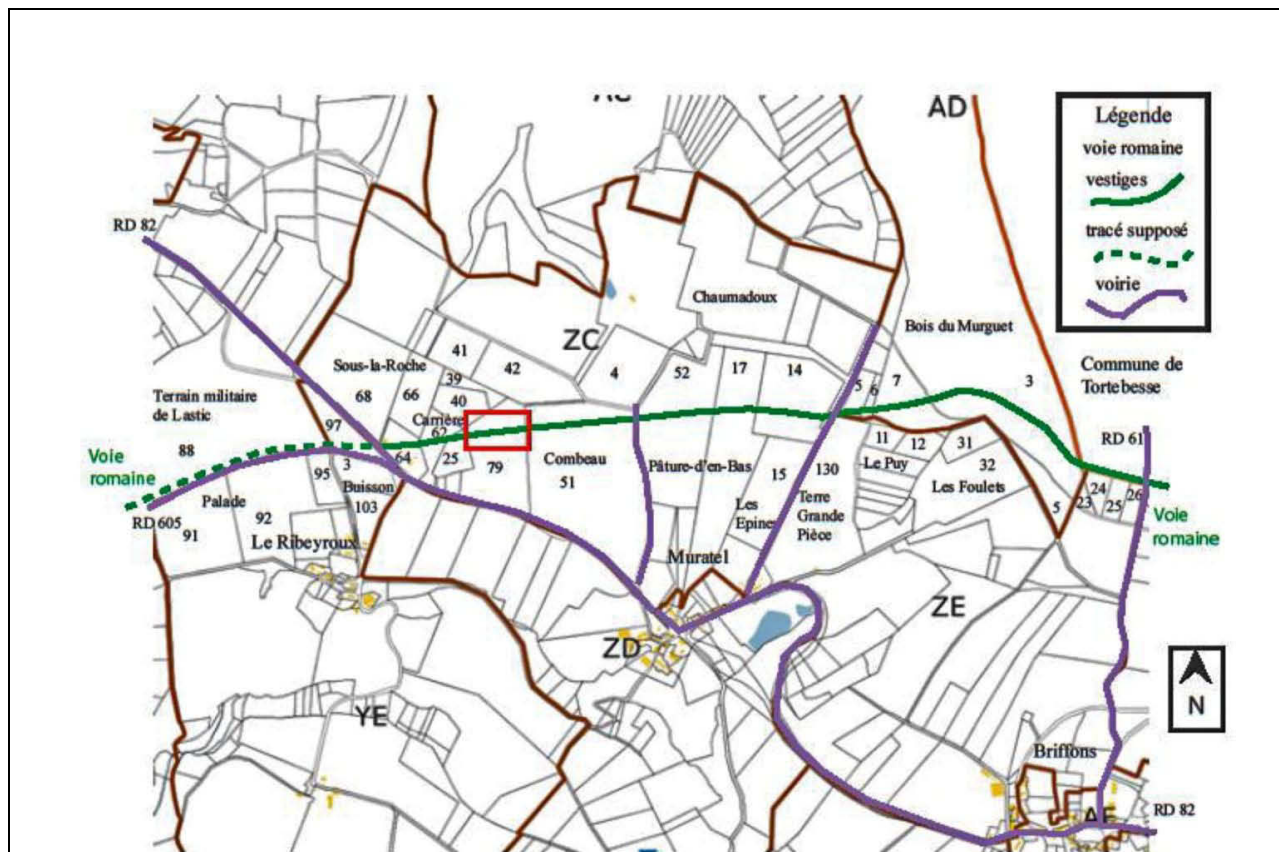 AD
Légende
voie romaine
vestiges
tracé supposé
voirie
RD 82
Chaumadoux
Bois du Murguet
ZC
41
Sous-la-Roche
42
4
52
17
14
5
6
7
3
Commune de
Tortebesse
39
68
66
40
Terrain militaire
de Lastic
Carrière
62
97
88
64
25
79
Combeau
51
Pâture-d'en-Bas
15
130
11
12
31
32
Le Puy
Les Foulets
RD 61
Voie
romaine
95
3
Buisson
103
Palade
92
91
RD 605
Le Ribeyroux
Les
Epines
Terre
Grande
Pièce
5
23
24
25
26
Voie
romaine
Muratel
ZD
ZE
YE
N
Briffons
RD 82